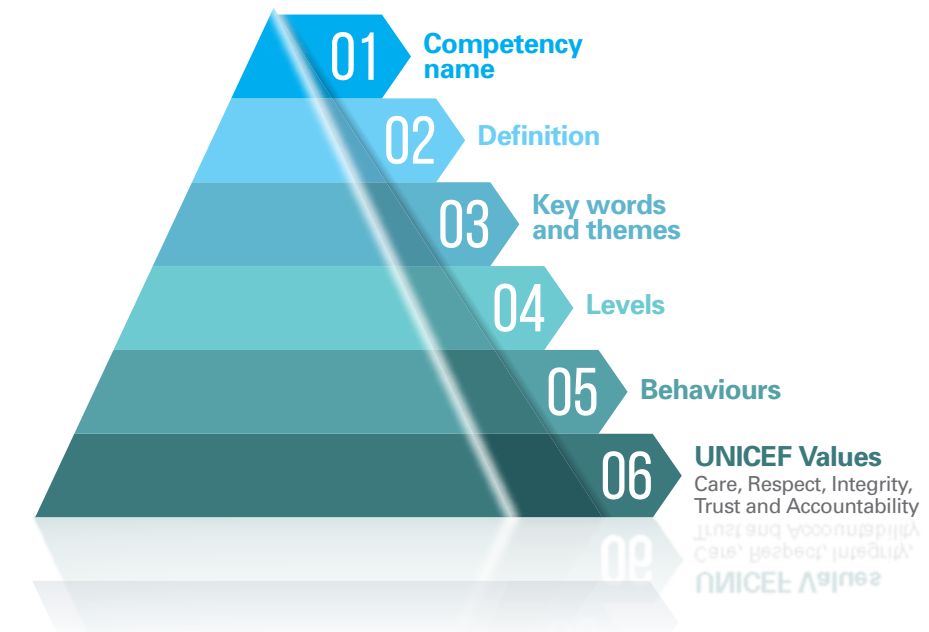 01
Competency
name
02
Definition
03
Key words
and themes
04
Levels
05
Behaviours
06
UNICEF Values
Care, Respect, Integrity,
Trust and Accountability